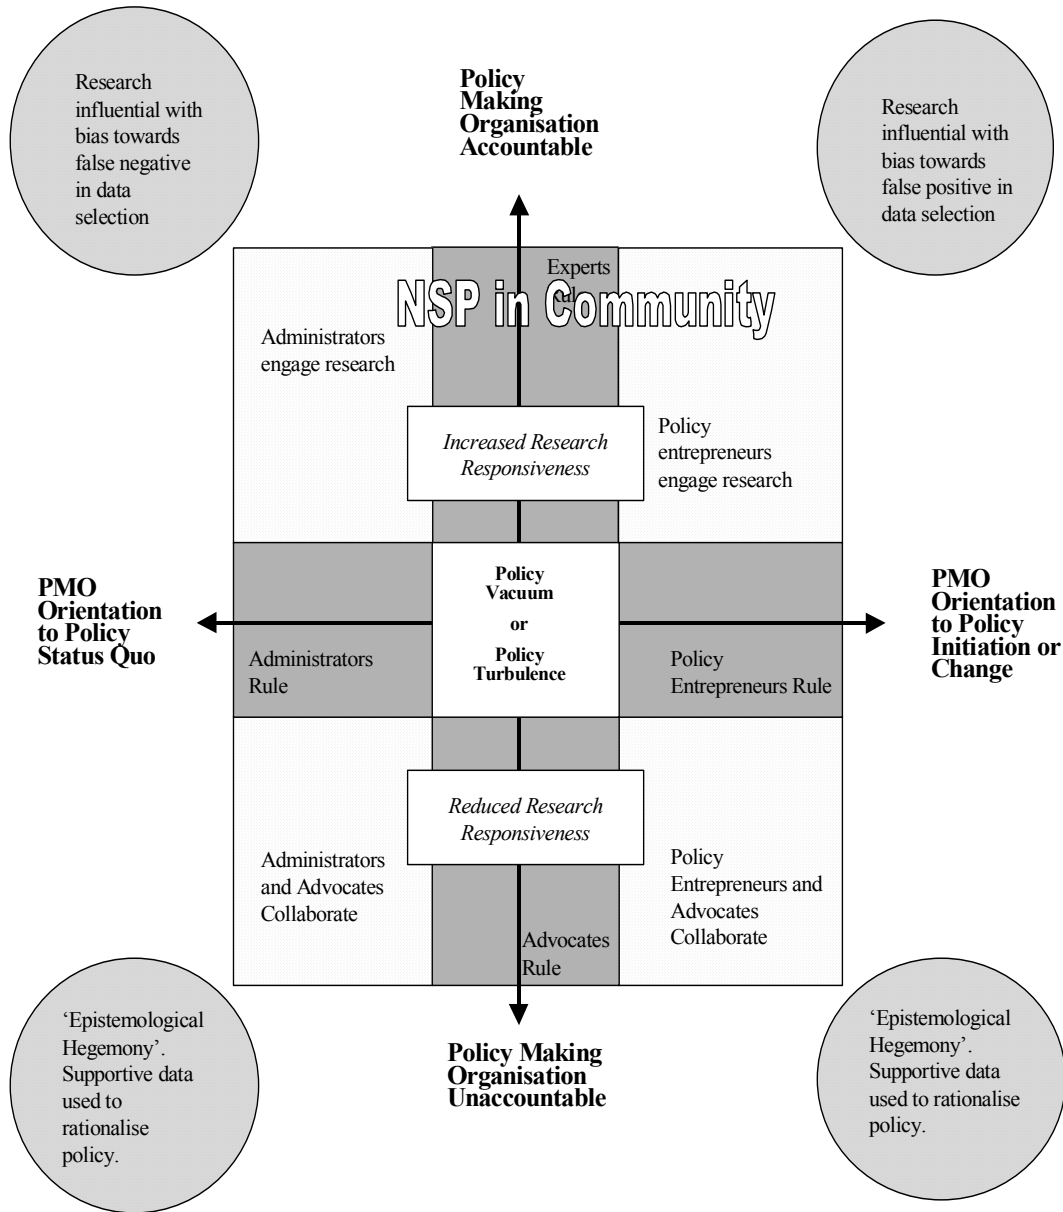 Research
influential with
bias towards
false negative
in data
selection
Policy
Making
Organisation
Accountable
Research
influential with
bias towards
false positive in
data selection
Experts
Rule
NSP in Community
Administrators
engage research
Increased Research
Responsiveness
Policy
entrepreneurs
engage research
PMO
Orientation
to Policy
Status Quo
Policy
Vacuum
or
Policy
Turbulence
PMO
Orientation
to Policy
Initiation or
Change
Administrators
Rule
Policy
Entrepreneurs Rule
Reduced Research
Responsiveness
Administrators
and Advocates
Collaborate
Policy
Entrepreneurs and
Advocates
Collaborate
Advocates
Rule
‘Epistemological
Hegemony’.
Supportive data
used to
rationalise
policy.
Policy Making
Organisation
Unaccountable
‘Epistemological
Hegemony’.
Supportive data
used to rationalise
policy.